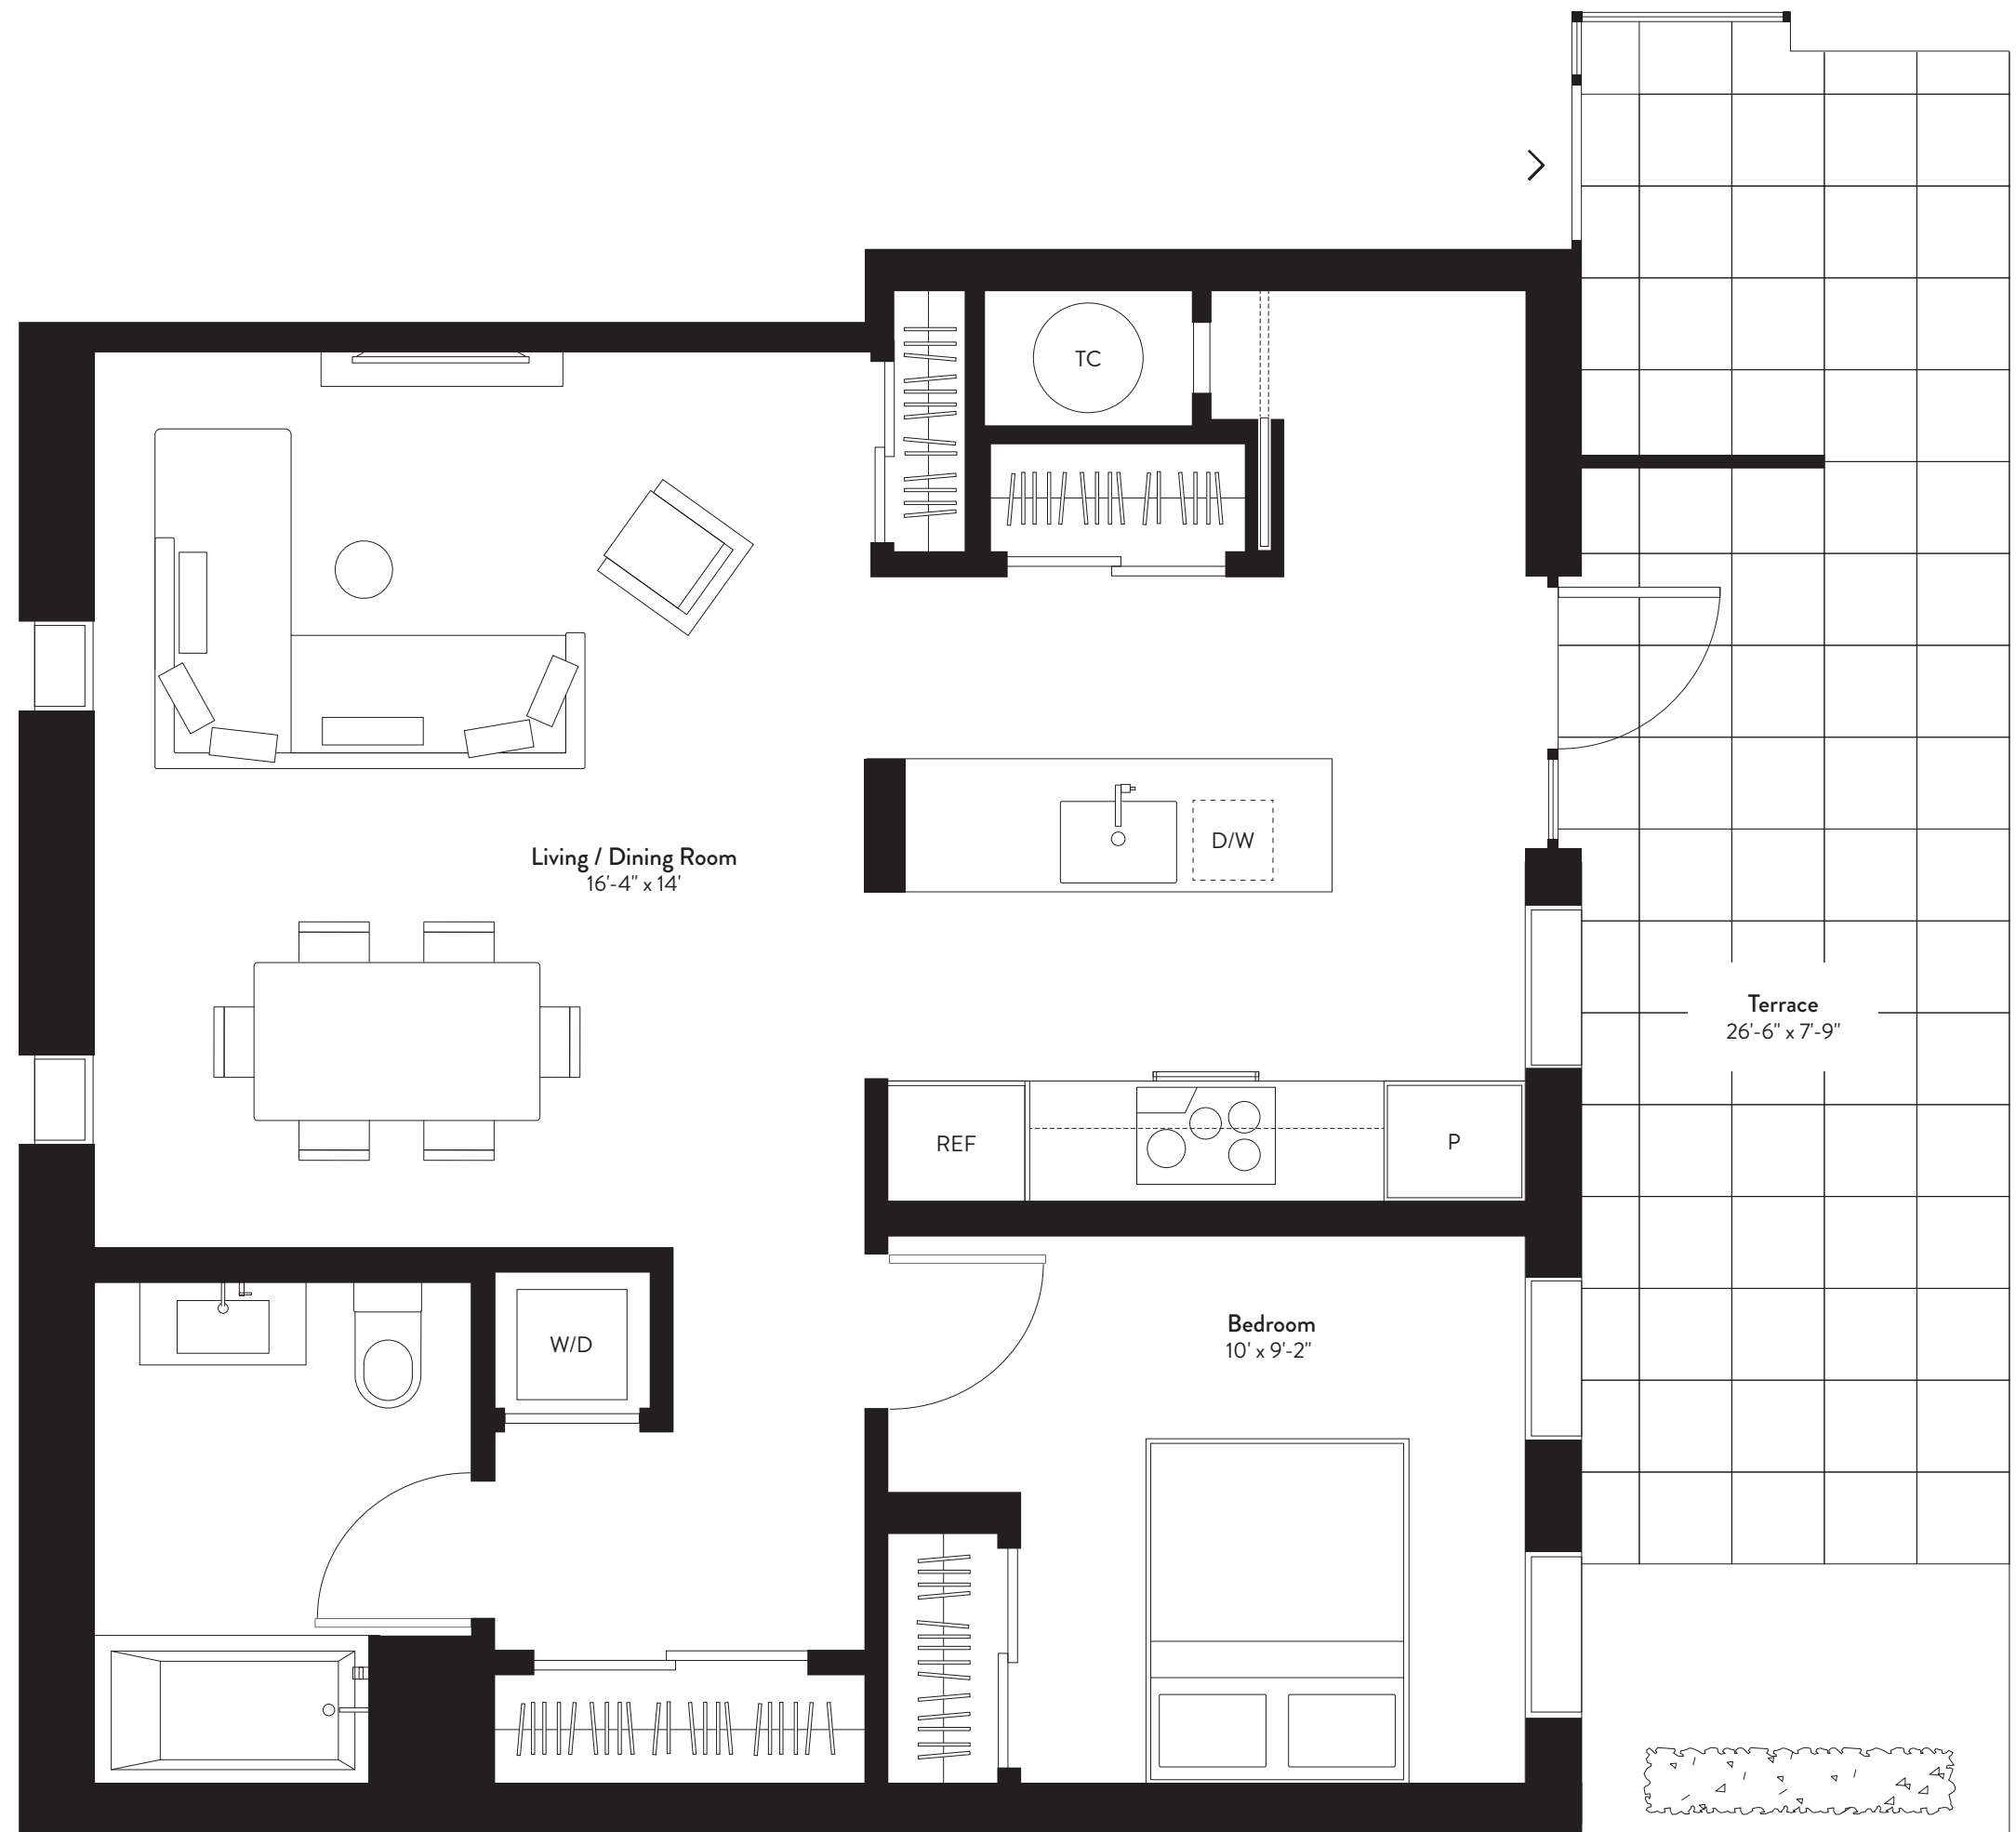 TC
Living / Dining Room
16'-4" x 14'
D/W
Terrace
26'-6" x 7'-9"
REF
P
Bedroom
10' x 9'-2"
W/D